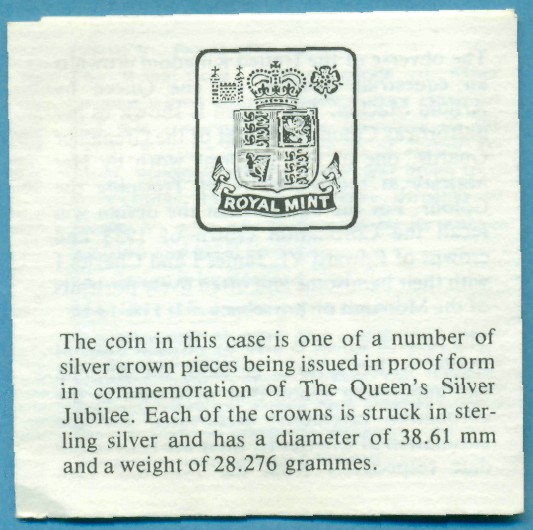 ROYAL MINT
The coin in this case is one of a number of
silver crown pieces being issued in proof form
in commemoration of The Queen's Silver
Jubilee. Each of the crowns is struck in ster-
ling silver and has a diameter of 38.61 mm
and a weight of 28.276 grammes.